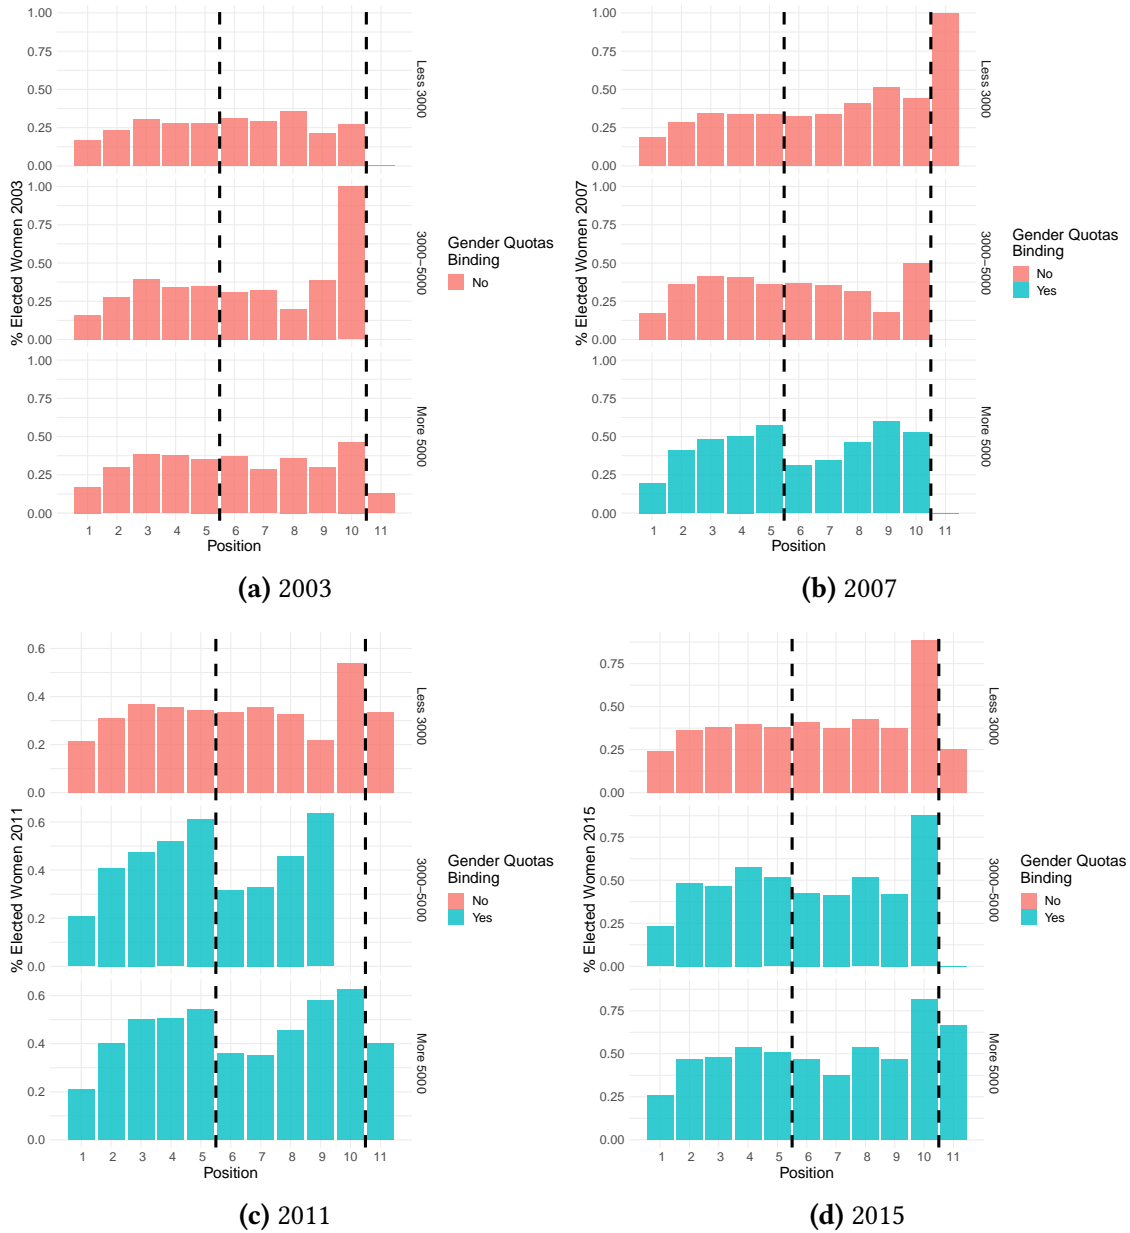 % Elected Women 2003
1.00
0.75
0.50
0.25
0.00
Less 3000
1.00
0.75
0.50
0.25
0.00
3000−5000
1.00
0.75
0.50
0.25
0.00
More 5000
1 2 3 4 5 6 7 8 9 10 11
Position
Gender Quotas
Binding
No
(a) 2003
% Elected Women 2007
1.00
0.75
0.50
0.25
0.00
Less 3000
1.00
0.75
0.50
0.25
0.00
3000−5000
1.00
0.75
0.50
0.25
0.00
More 5000
1 2 3 4 5 6 7 8 9 10 11
Position
Gender Quotas
Binding
No
Yes
(b) 2007
% Elected Women 2011
0.6
0.4
0.2
0.0
Less 3000
0.6
0.4
0.2
0.0
3000−5000
0.6
0.4
0.2
0.0
More 5000
1 2 3 4 5 6 7 8 9 10 11
Position
Gender Quotas
Binding
No
Yes
(c) 2011
% Elected Women 2015
0.75
0.50
0.25
0.00
Less 3000
0.75
0.50
0.25
0.00
3000−5000
0.75
0.50
0.25
0.00
More 5000
1 2 3 4 5 6 7 8 9 10 11
Position
Gender Quotas
Binding
No
Yes
(d) 2015